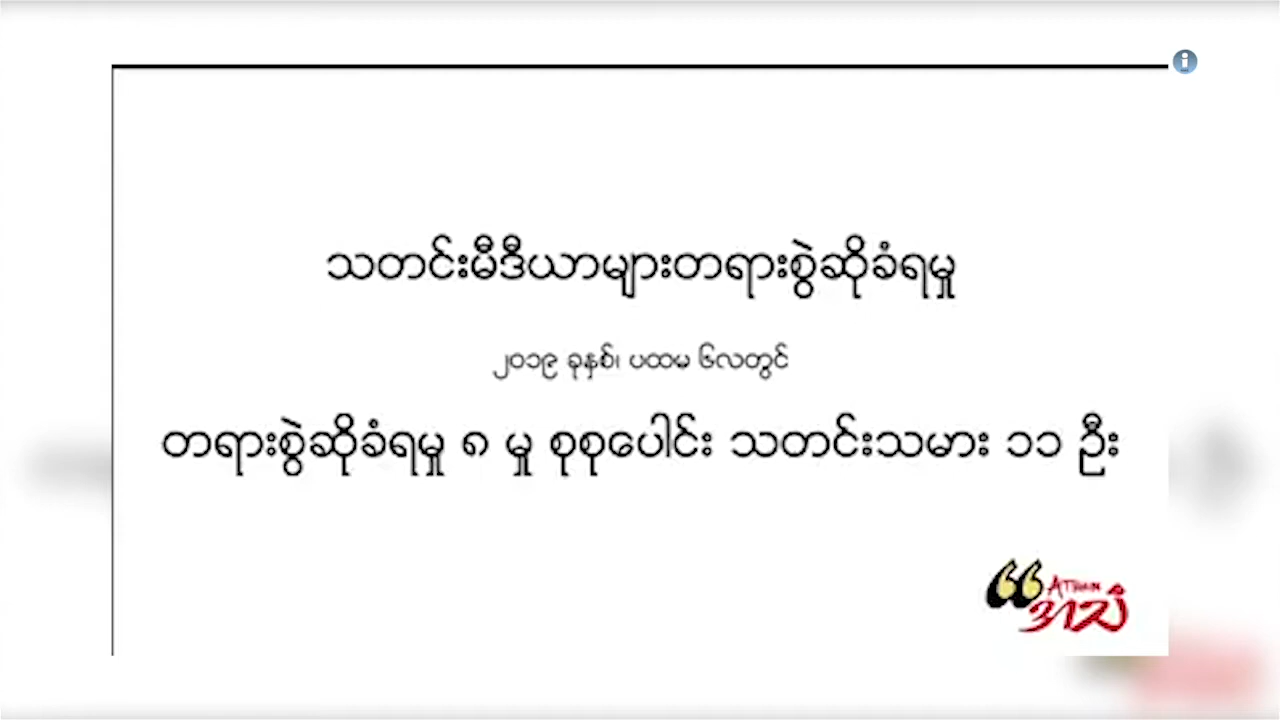 သတင်းမီဒီယာများတရားစွဲဆိုခံရမှု
၂၀၁၉ ခုနှစ်၊ ပထမ ၆လတွင်
တရားစွဲဆိုခံရမှု ၈ မှု စုစုပေါင်း သတင်းသမား ၁၁ ဦး
ATHAN
အသံ